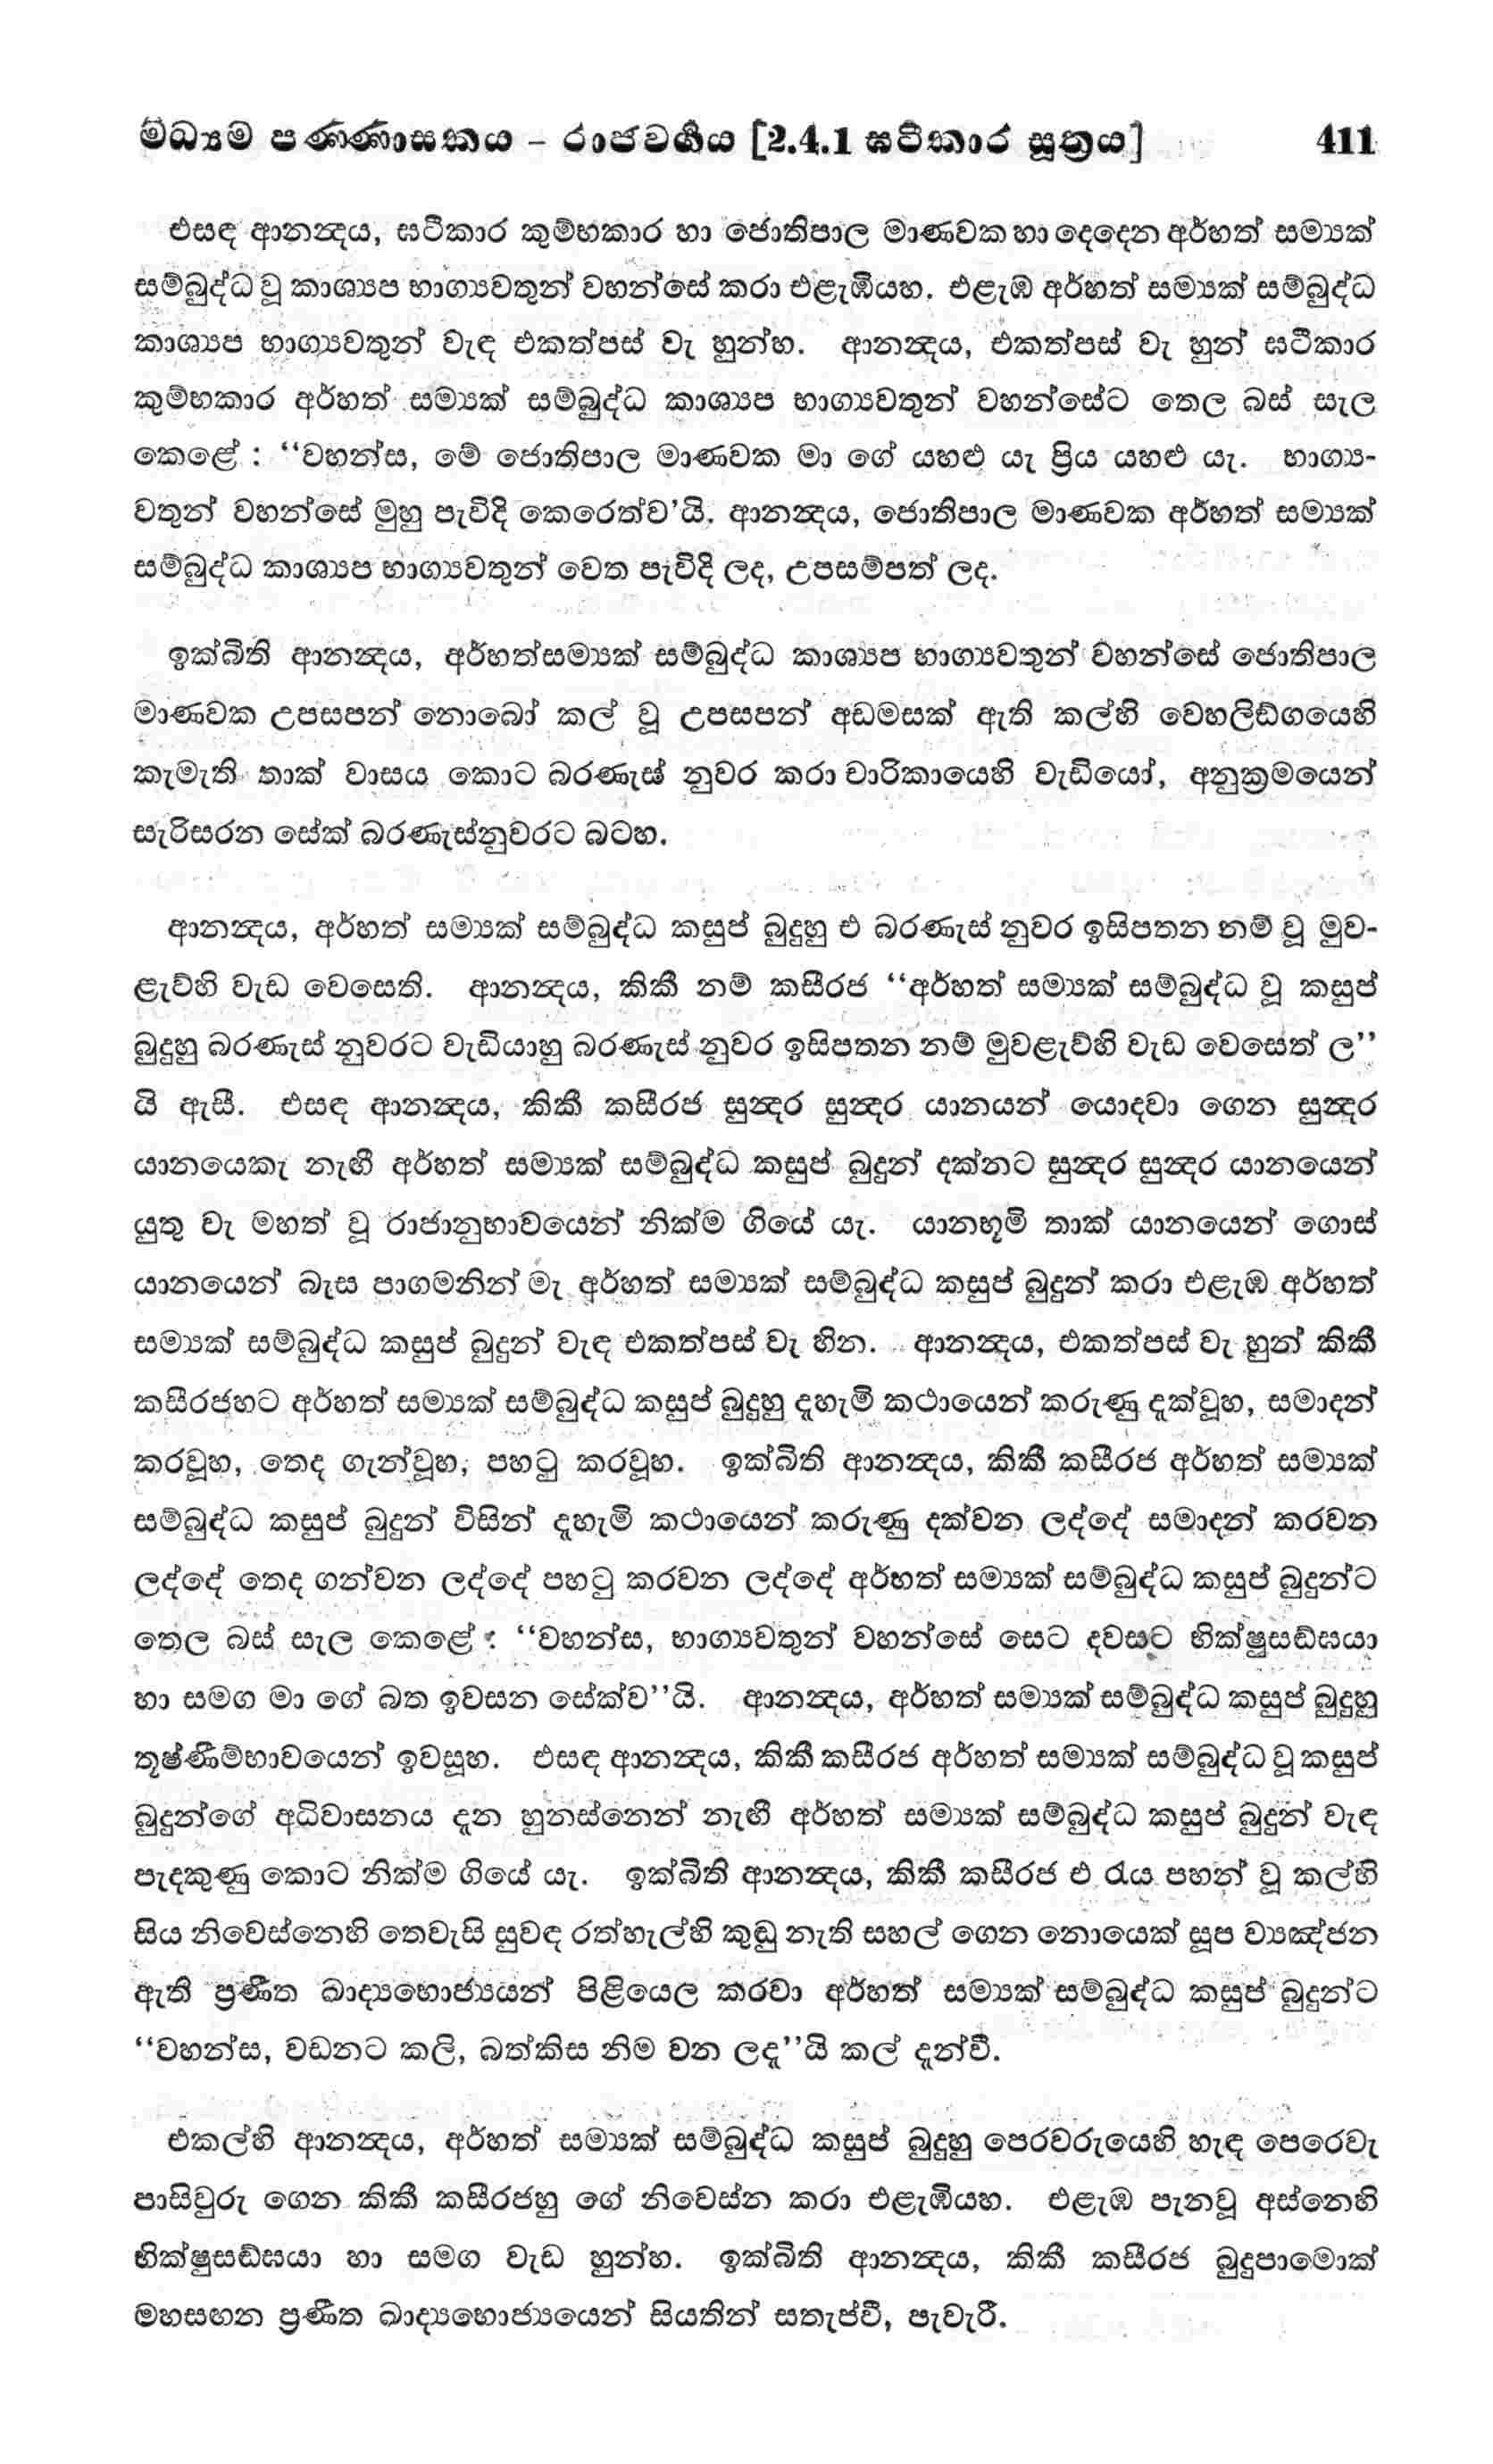 මධ්‍යම පණ්ණාසකය – රාජවර්‍ගය [2.4.1 ඝටිකාර සූත්‍රය] 411
එසඳ ආනන්‍දය, ඝටීකාර කුම්භකාර හා ජොතිපාල මාණවක හා දෙදෙන අර්හත් සම්‍යක්
සම්බුද්ධ වූ කාශ්‍යප භාග්‍යවතුන් වහන්සේ කරා එළැඹියහ. එළැඹ අර්හත් සම්‍යක් සම්බුද්ධ
කාශ්‍යප භාග්‍යවතුන් වැඳ එකත්පස් වැ හුන්හ. ආනන්‍දය, එකත්පස් වැ හුන් ඝටීකාර
කුම්භකාර අර්හත් සම්‍යක් සම්බුද්ධ කාශ්‍යප භාග්‍යවතුන් වහන්සේට තෙල බස් සැල
කෙළේ : “වහන්ස, මේ ජොතිපාල මාණවක මා ගේ යහළු යැ ප්‍රිය යහළු යැ. භාග්‍ය-
වතුන් වහන්සේ මුහු පැවිදි කෙරෙත්ව’යි. ආනන්‍දය, ජොතිපාල මාණවක අර්හත් සම්‍යක්
සම්බුද්ධ කාශ්‍යප භාග්‍යවතුන් වෙත පැවිදි ලද, උපසම්පත් ලද.
ඉක්බිති ආනන්‍දය, අර්හත්සම්‍යක් සම්බුද්ධ කාශ්‍යප භාග්‍යවතුන් වහන්සේ ජොතිපාල
මාණවක උපසපන් නොබෝ කල් වූ උපසපන් අඩමසක් ඇති කල්හි වෙහලිඞ්ගයෙහි
කැමැති තාක් වාසය කොට බරණැස් නුවර කරා චාරිකායෙහි වැඩියෝ, අනුක්‍රමයෙන්
සැරිසරන සේක් බරණැස්නුවරට බටහ.
ආනන්‍දය, අර්හත් සම්‍යක් සම්බුද්ධ කසුප් බුදුහු එ බරණැස් නුවර ඉසිපතන නම් වූ මුව-
ළැව්හි වැඩ වෙසෙති. ආනන්‍දය, කිකී නම් කසීරජ “අර්හත් සම්‍යක් සම්බුද්ධ වූ කසුප්
බුදුහු බරණැස් නුවරට වැඩියාහු බරණැස් නුවර ඉසිපතන නම් මුවළැව්හි වැඩ වෙසෙත් ල”
යි ඇසී. එසඳ ආනන්‍දය, කිකී කසීරජ සුන්‍දර සුන්‍දර යානයන් යොදවා ගෙන සුන්‍දර
යානයෙකැ නැඟී අර්හත් සම්‍යක් සම්බුද්ධ කසුප් බුදුන් දක්නට සුන්‍දර සුන්‍දර යානයෙන්
යුතු වැ මහත් වූ රාජානුභාවයෙන් නික්ම ගියේ යැ. යානභූමි තාක් යානයෙන් ගොස්
යානයෙන් බැස පාගමනින් මැ අර්හත් සම්‍යක් සම්බුද්ධ කසුප් බුදුන් කරා එළැඹ අර්හත්
සම්‍යක් සම්බුද්ධ කසුප් බුදුන් වැඳ එකත්පස් වැ හින. ආනන්‍දය, එකත්පස් වැ හුන් කිකී
කසීරජහට අර්හත් සම්‍යක් සම්බුද්ධ කසුප් බුදුහු දැහැමි කථායෙන් කරුණු දැක්වූහ, සමාදන්
කරවූහ, තෙද ගැන්වූහ, පහටු කරවූහ. ඉක්බිති ආනන්‍දය, කිකී කසීරජ අර්හත් සම්‍යක්
සම්බුද්ධ කසුප් බුදුන් විසින් දැහැමි කථායෙන් කරුණු දක්වන ලද්දේ සමාදන් කරවන
ලද්දේ තෙද ගන්වන ලද්දේ පහටු කරවන ලද්දේ අර්හත් සම්‍යක් සම්බුද්ධ කසුප් බුදුන්ට
තෙල බස් සැල කෙළේ : “වහන්ස, භාග්‍යවතුන් වහන්සේ සෙට දවසට භික්ෂුසඞ්ඝයා
හා සමග මා ගේ බත ඉවසන සේක්ව”යි. ආනන්‍දය, අර්හත් සම්‍යක් සම්බුද්ධ කසුප් බුදුහු
තූෂ්ණීම්භාවයෙන් ඉවසූහ. එසඳ ආනන්‍දය, කිකී කසීරජ අර්හත් සම්‍යක් සම්බුද්ධ වූ කසුප්
බුදුන්ගේ අධිවාසනය දැන හුනස්නෙන් නැඟී අර්හත් සම්‍යක් සම්බුද්ධ කසුප් බුදුන් වැඳ
පැදකුණු කොට නික්ම ගියේ යැ. ඉක්බිති ආනන්‍දය, කිකී කසීරජ එ රැය පහන් වූ කල්හි
සිය නිවෙස්නෙහි තෙවැසි සුවඳ රත්හැල්හි කුඩු නැති සහල් ගෙන නොයෙක් සූප ව්‍යඤ්ජන
ඇති ප්‍රණීත ඛාද්‍යභොජ්‍යයන් පිළියෙල කරවා අර්හත් සම්‍යක් සම්බුද්ධ කසුප් බුදුන්ට
“වහන්ස, වඩනට කලි, බත්කිස නිම වන ලදැ”යි කල් දැන්වී.
එකල්හි ආනන්‍දය, අර්හත් සම්‍යක් සම්බුද්ධ කසුප් බුදුහු පෙරවරුයෙහි හැඳ පෙරෙවැ
පාසිවුරු ගෙන කිකී කසීරජහු ගේ නිවෙස්න කරා එළැඹියහ. එළැඹ පැනවූ අස්නෙහි
භික්ෂුසඞ්ඝයා හා සමග වැඩ හුන්හ. ඉක්බිති ආනන්‍දය, කිකී කසීරජ බුදුපාමොක්
මහසඟන ප්‍රණීත ඛාද්‍යභොජ්‍යයෙන් සියතින් සතැප්වී, පැවැරී.